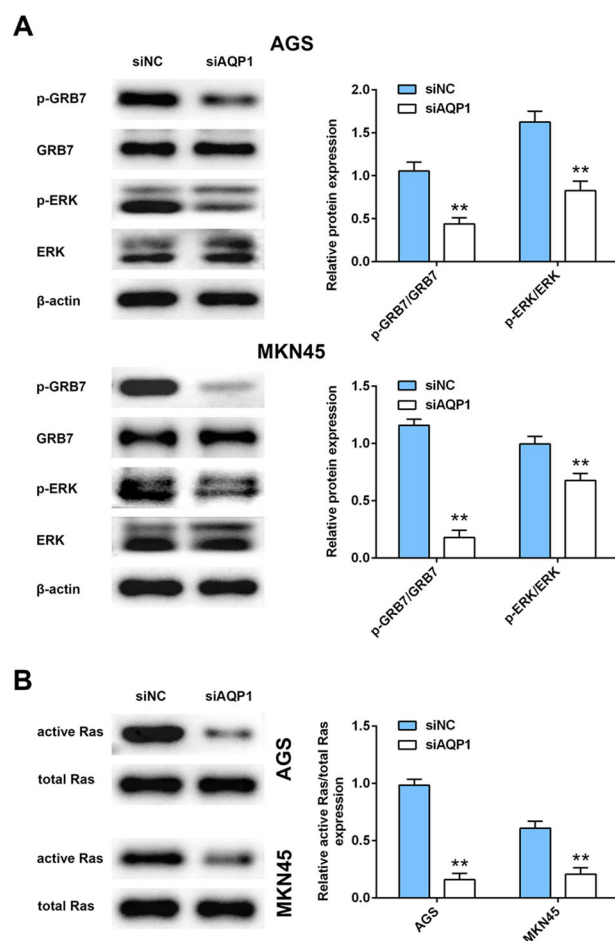 A
AGS
siNC siAQP1
p-GRB7
GRB7
p-ERK
ERK
β-actin
siNC
siAQP1
Relative protein expression
2.0
1.5
1.0
0.5
0.0
**
**
p-GRB7/GRB7
p-ERK/ERK
MKN45
p-GRB7
GRB7
p-ERK
ERK
β-actin
siNC
siAQP1
Relative protein expression
1.5
1.0
0.5
0.0
**
**
p-GRB7/GRB7
p-ERK/ERK
B
siNC siAQP1
active Ras
total Ras
AGS
active Ras
total Ras
MKN45
siNC
siAQP1
Relative active Ras/total Ras
expression
1.5
1.0
0.5
0.0
**
**
AGS
MKN45